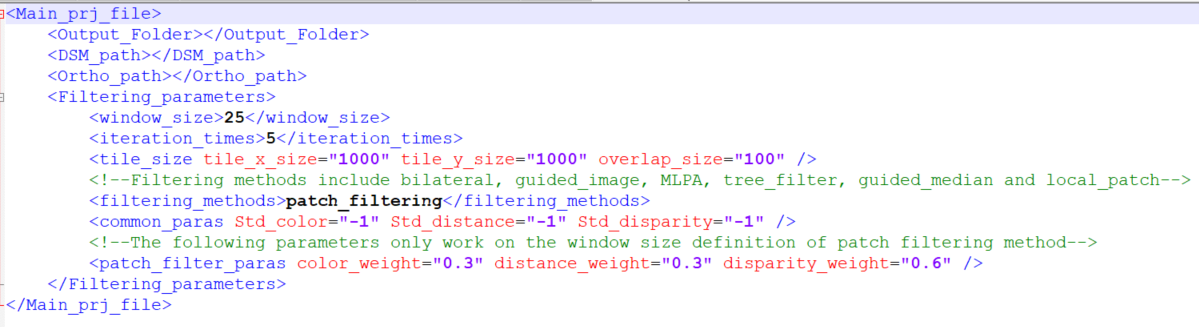 <Main_prj_file>
<Output_Folder></Output_Folder>
<DSM_path></DSM_path>
<Ortho_path></Ortho_path>
<Filtering_parameters>
<window_size>25</window_size>
<iteration_times>5</iteration_times>
<tile_size tile_x_size="1000" tile_y_size="1000" overlap_size="100" />
<!--Filtering methods include bilateral, guided_image, MLPA, tree_filter, guided_median and local_patch-->
<filtering_methods>patch_filtering</filtering_methods>
<common_paras Std_color="-1" Std_distance="-1" Std_disparity="-1" />
<!--The following parameters only work on the window size definition of patch filtering method-->
<patch_filter_paras color_weight="0.3" distance_weight="0.3" disparity_weight="0.6" />
</Filtering_parameters>
</Main_prj_file>